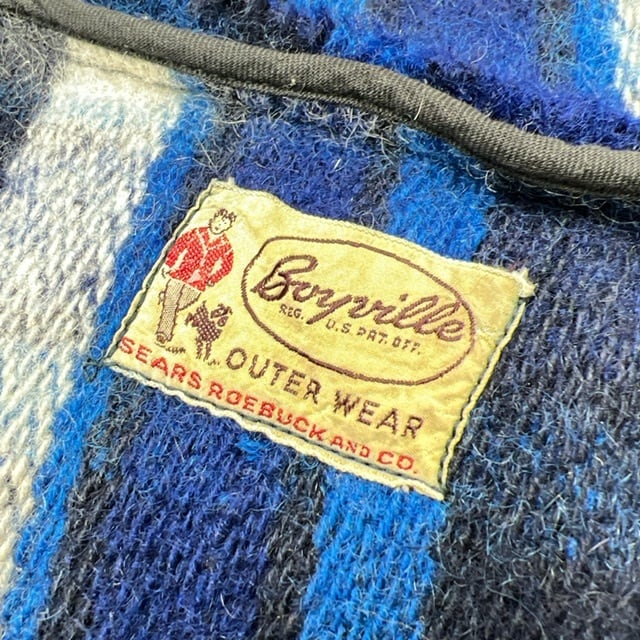 Boyville
REG. U.S. PAT. OFF.
OUTER WEAR
SEARS ROEBUCK AND CO.